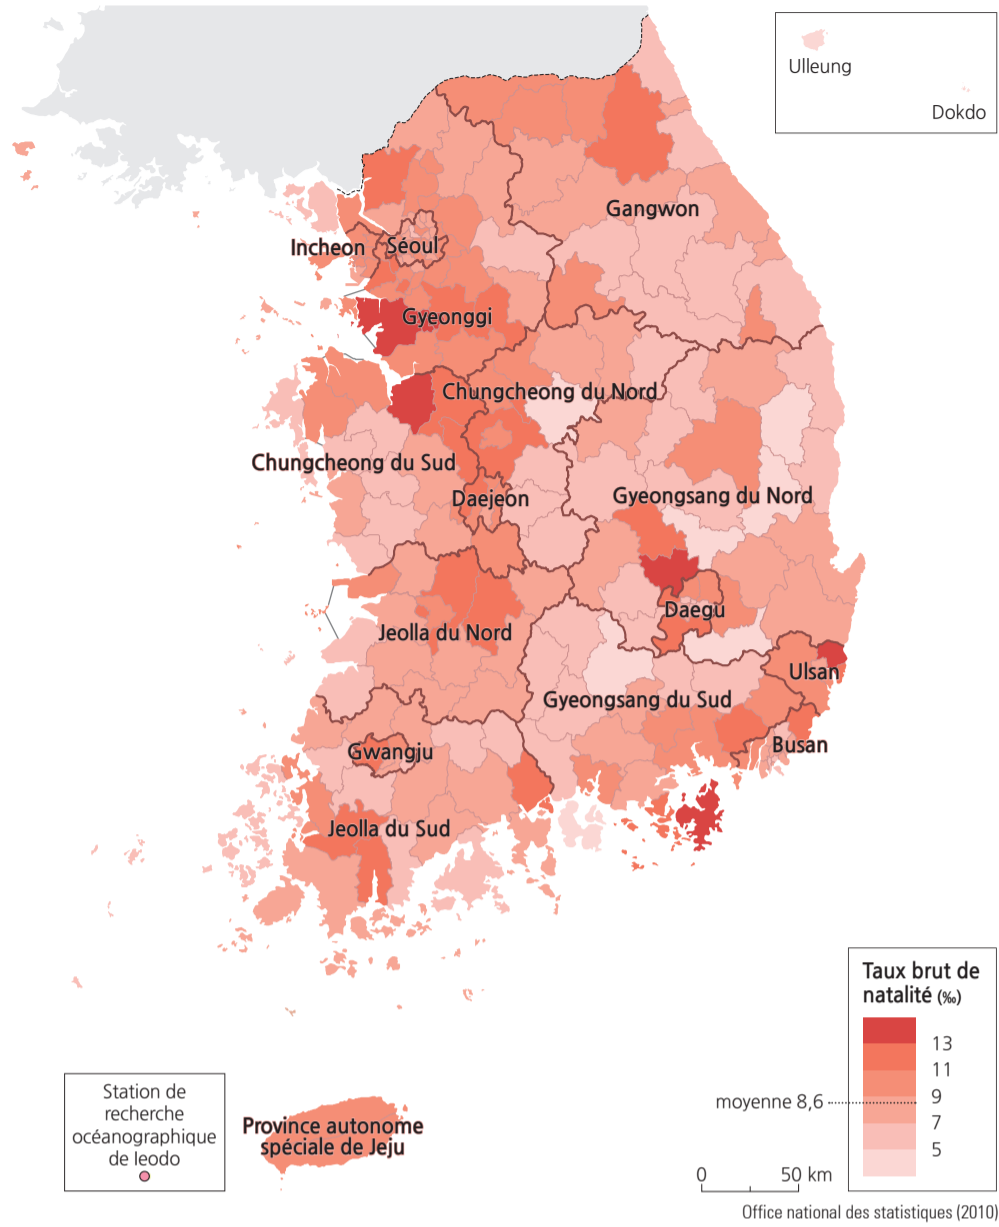 Ulleung
Dokdo
Gangwon
Incheon
Séoul
Gyeonggi
Chungcheong du Nord
Chungcheong du Sud
Daejeon
Gyeongsang du Nord
Daegu
Jeolla du Nord
Ulsan
Gyeongsang du Sud
Busan
Gwangju
Jeolla du Sud
Taux brut de
natalité (‰)
13
11
moyenne 8,6
9
7
5
Station de
recherche
océanographique
de Ieodo
Province autonome
spéciale de Jeju
0 50 km
Office national des statistiques (2010)